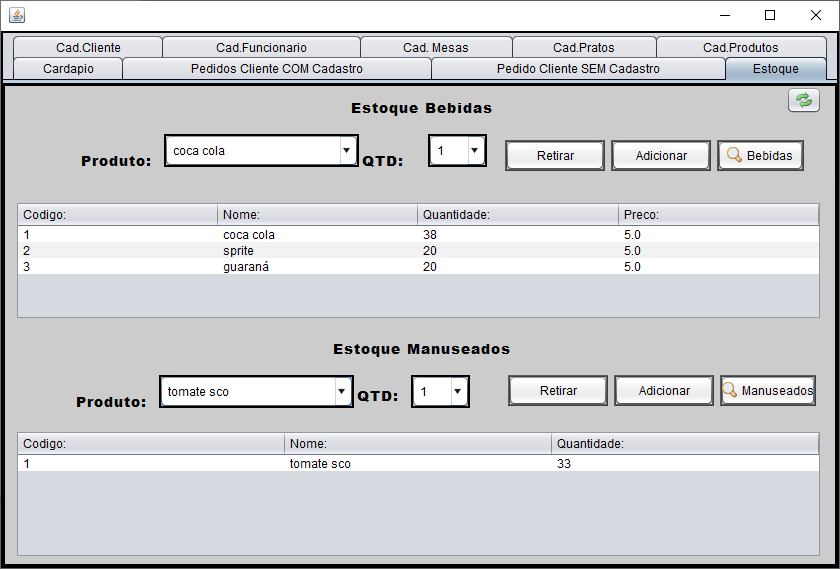 Cad.Cliente Cad.Funcionario Cad. Mesas Cad.Pratos Cad.Produtos
Cardapio Pedidos Cliente COM Cadastro Pedido Cliente SEM Cadastro Estoque
Estoque Bebidas
Produto: coca cola QTD: 1 Retirar Adicionar Bebidas
Codigo: Nome: Quantidade: Preco:
1 coca cola 38 5.0
2 sprite 20 5.0
3 guaraná 20 5.0
Estoque Manuseados
Produto: tomate sco QTD: 1 Retirar Adicionar Manuseados
Codigo: Nome: Quantidade:
1 tomate sco 33